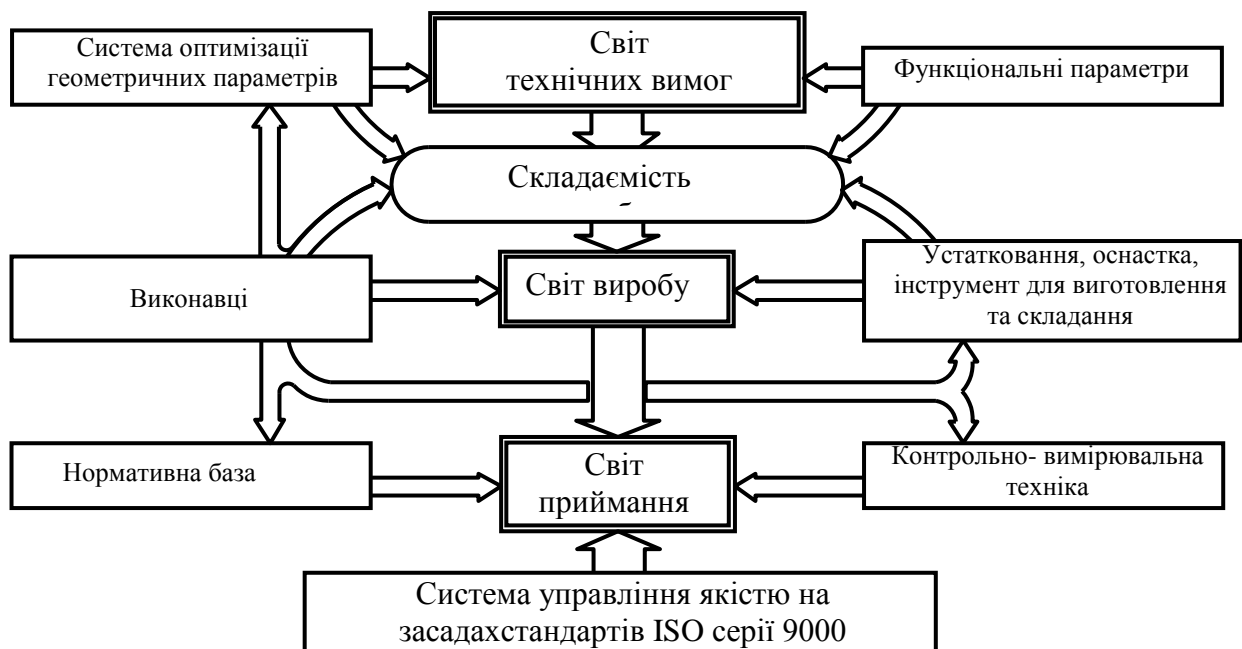 Система оптимізації
геометричних параметрів
Світ
технічних вимог
Функціональні параметри
Складаємість
Виконавці
Світ виробу
Устатковання, оснастка,
інструмент для виготовлення
та складання
Нормативна база
Світ
приймання
Контрольно- вимірювальна
техніка
Система управління якістю на
засадахстандартів ISO серії 9000